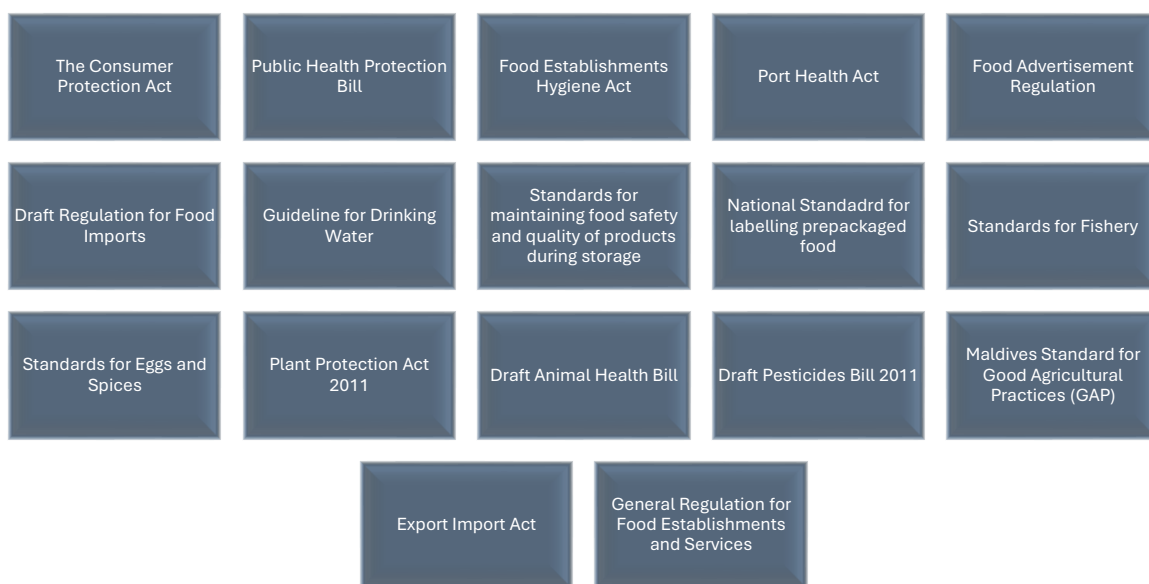 The Consumer
Protection Act
Public Health Protection
Bill
Food Establishments
Hygiene Act
Port Health Act
Food Advertisement
Regulation
Draft Regulation for Food
Imports
Guideline for Drinking
Water
Standards for
maintaining food safety
and quality of products
during storage
National Standadrd for
labelling prepackaged
food
Standards for Fishery
Standards for Eggs and
Spices
Plant Protection Act
2011
Draft Animal Health Bill
Draft Pesticides Bill 2011
Maldives Standard for
Good Agricultural
Practices (GAP)
Export Import Act
General Regulation for
Food Establishments
and Services